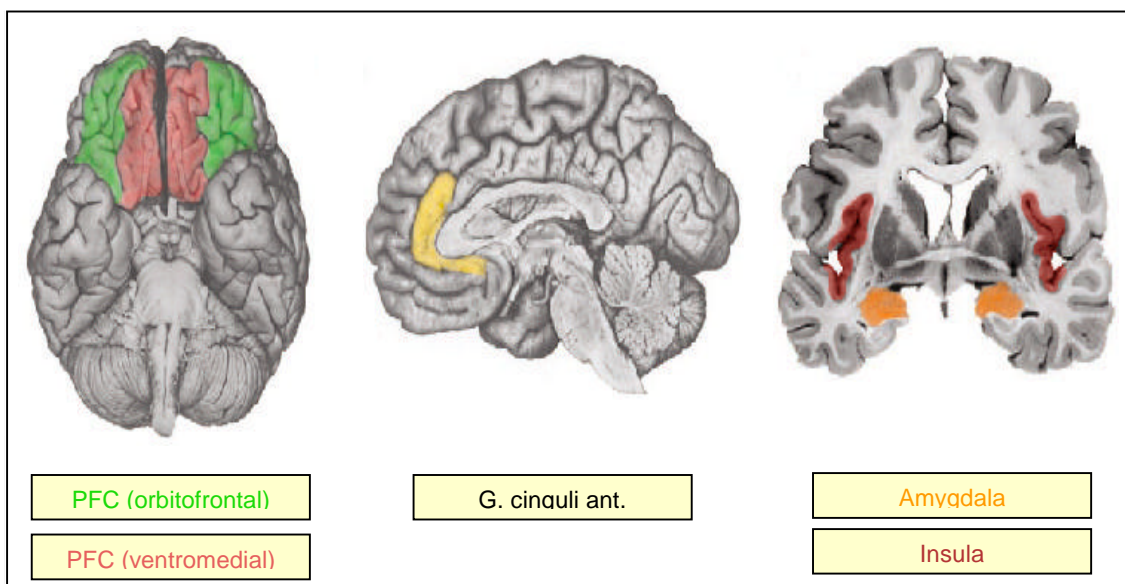 PFC (orbitofrontal)
G. cinguli ant.
Amygdala
PFC (ventromedial)
Insula